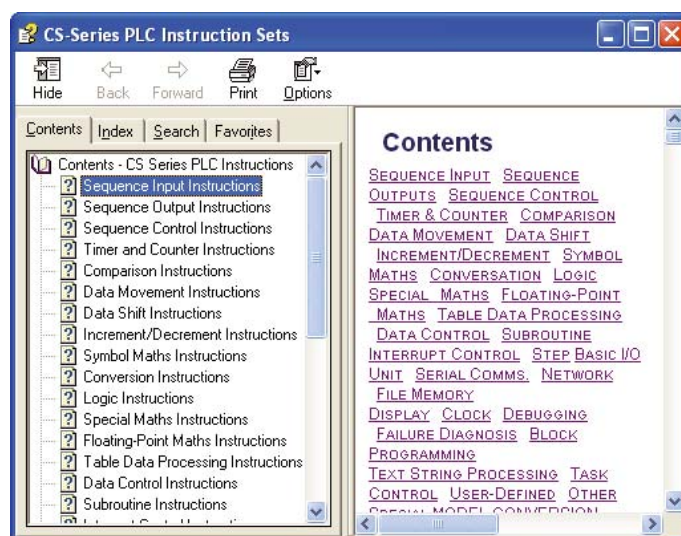 CS-Series PLC Instruction Sets
Hide Back Forward Print Options
Contents Index Search Favorites
Contents - CS Series PLC Instructions
Sequence Input Instructions
Sequence Output Instructions
Sequence Control Instructions
Timer and Counter Instructions
Comparison Instructions
Data Movement Instructions
Data Shift Instructions
Increment/Decrement Instructions
Symbol Maths Instructions
Conversion Instructions
Logic Instructions
Special Maths Instructions
Floating-Point Maths Instructions
Table Data Processing Instructions
Data Control Instructions
Subroutine Instructions
Contents
SEQUENCE INPUT SEQUENCE
OUTPUTS SEQUENCE CONTROL
TIMER & COUNTER COMPARISON
DATA MOVEMENT DATA SHIFT
INCREMENT/DECREMENT SYMBOL
MATHS CONVERSATION LOGIC
SPECIAL MATHS FLOATING-POINT
MATHS TABLE DATA PROCESSING
DATA CONTROL SUBROUTINE
INTERRUPT CONTROL STEP BASIC I/O
UNIT SERIAL COMMS. NETWORK
FILE MEMORY
DISPLAY CLOCK DEBUGGING
FAILURE DIAGNOSIS BLOCK
PROGRAMMING
TEXT STRING PROCESSING TASK
CONTROL USER-DEFINED OTHER
SPECIAL MODEL CONVERSION